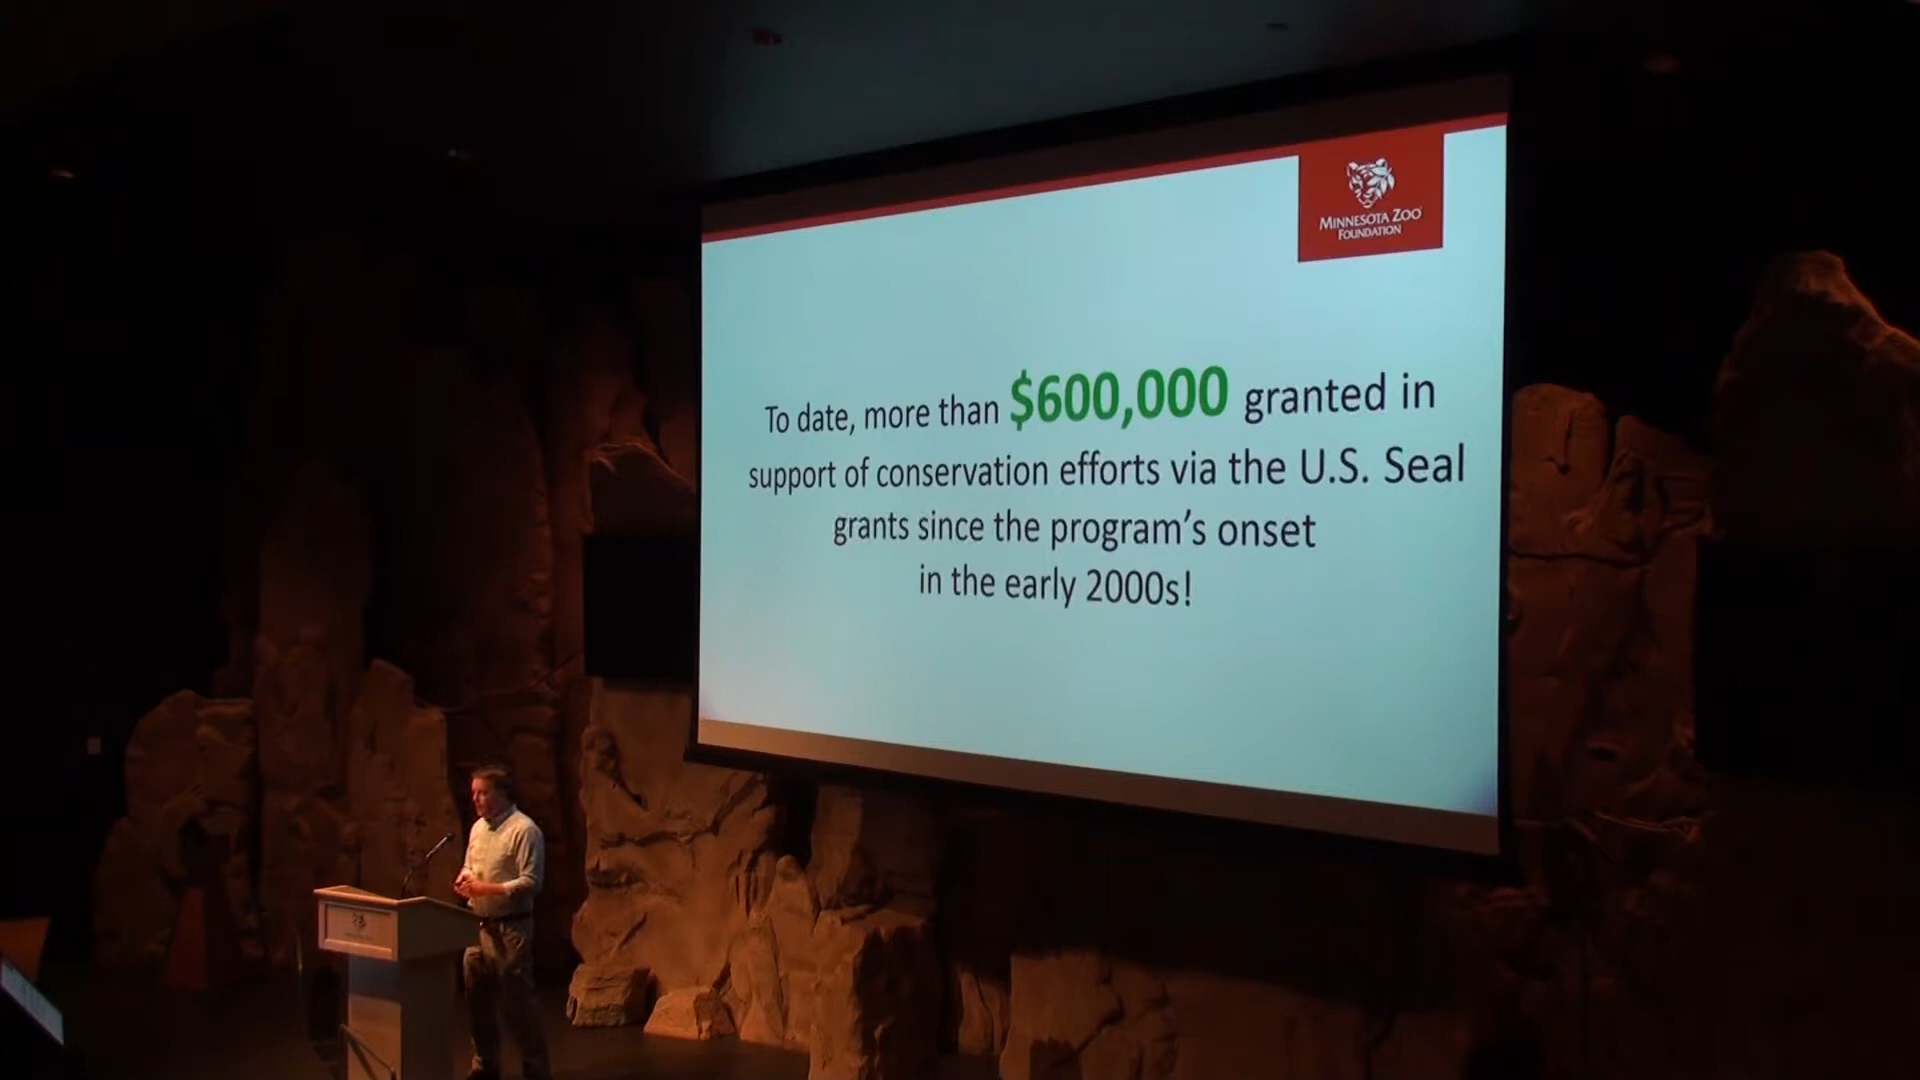 MINNESOTA ZOO
FOUNDATION
To date, more than $600,000 granted in
support of conservation efforts via the U.S. Seal
grants since the program's onset
in the early 2000s!